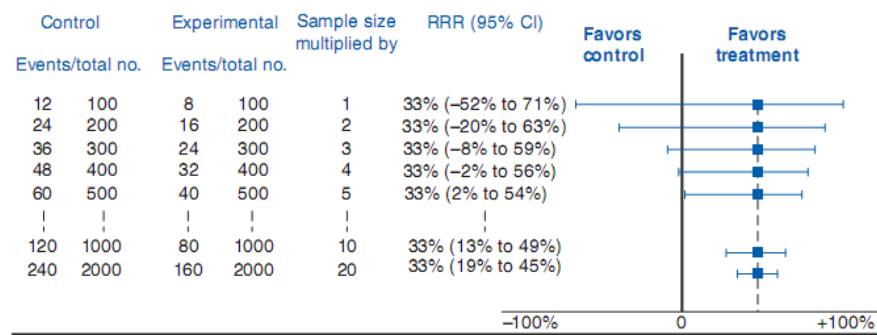 Control Experimental Sample size multiplied by RRR (95% CI) Favors control Favors treatment
Events/total no. Events/total no.
12 100 8 100 1 33% (–52% to 71%)
24 200 16 200 2 33% (–20% to 63%)
36 300 24 300 3 33% (–8% to 59%)
48 400 32 400 4 33% (–2% to 56%)
60 500 40 500 5 33% (2% to 54%)
120 1000 80 1000 10 33% (13% to 49%)
240 2000 160 2000 20 33% (19% to 45%)
–100% 0 +100%